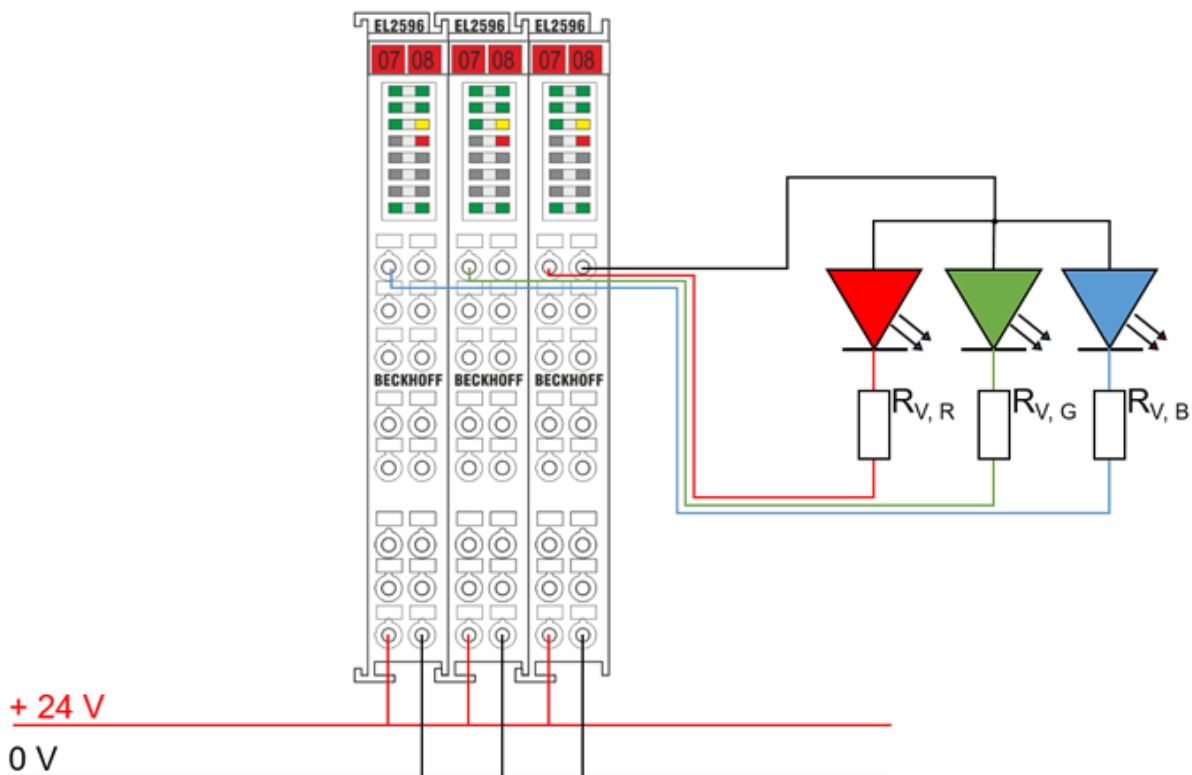 EL2596 EL2596 EL2596
07 08 07 08 07 08
BECKHOFF BECKHOFF BECKHOFF
RV, R RV, G RV, B
+ 24 V
0 V